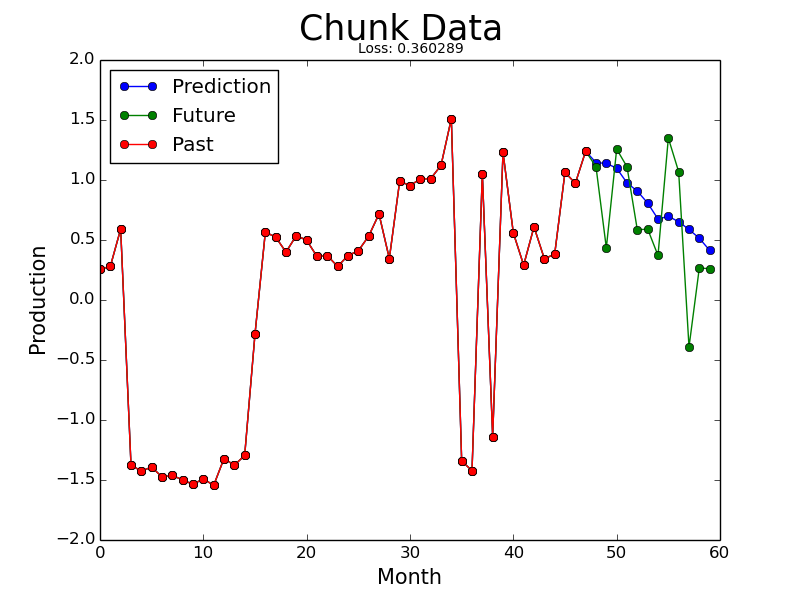 Chunk Data
Loss: 0.360289
Prediction
Future
Past
2.0
1.5
1.0
0.5
0.0
−0.5
−1.0
−1.5
−2.0
Production
0 10 20 30 40 50 60
Month